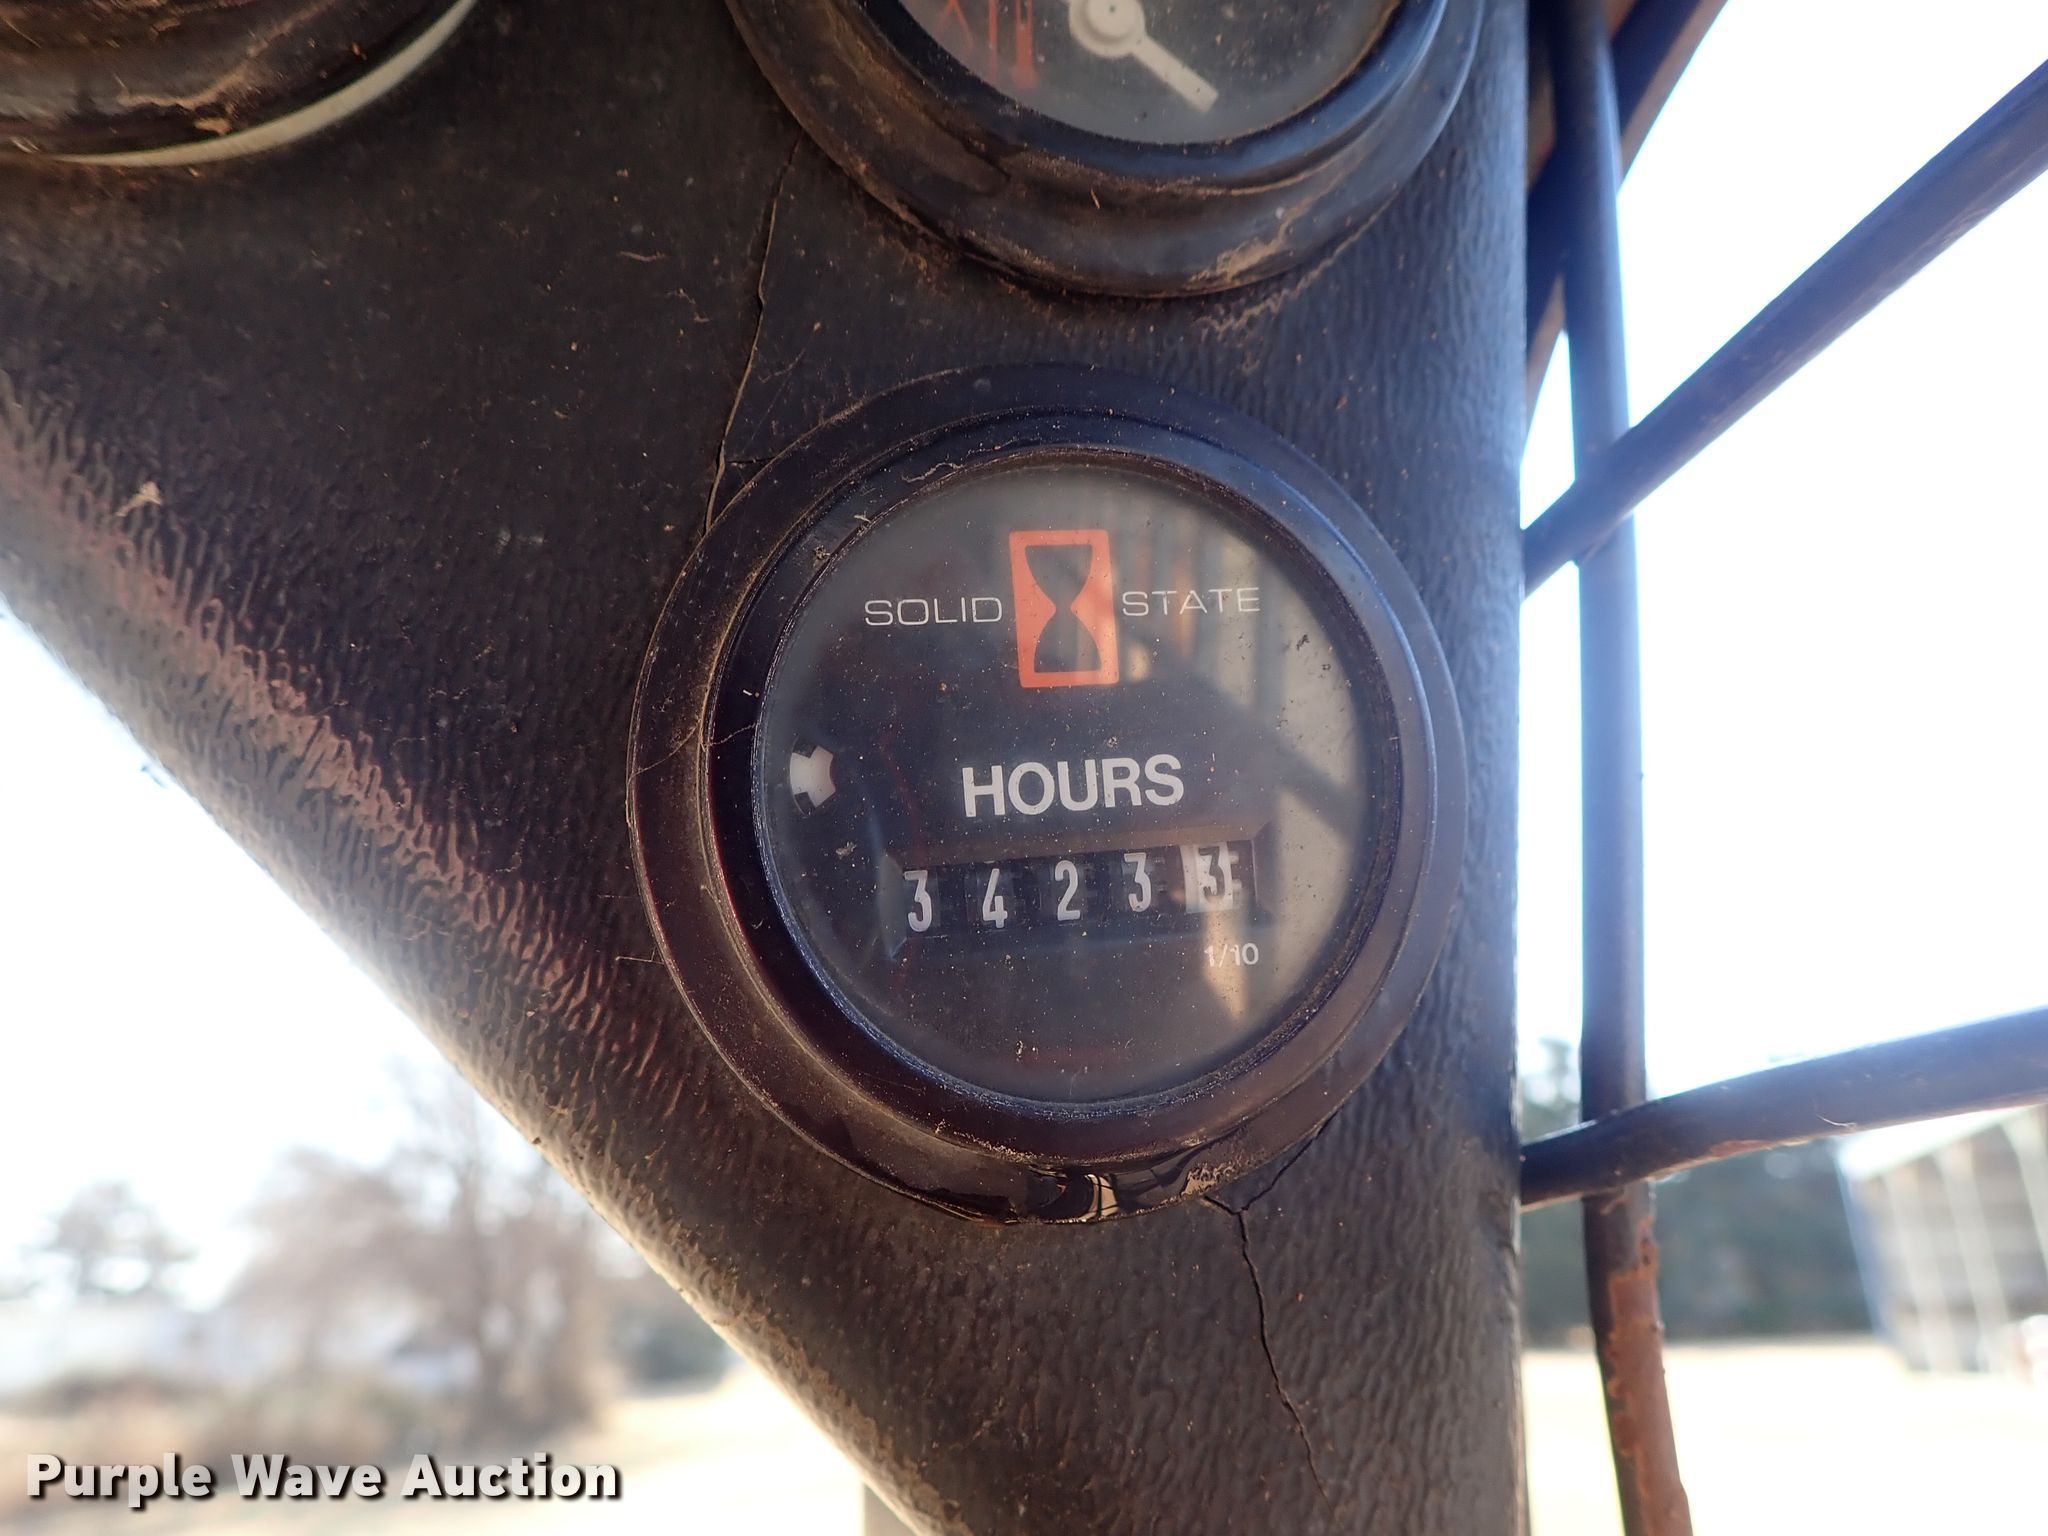 SOLID STATE
HOURS
3 4 2 3 3
1/10
Purple Wave Auction